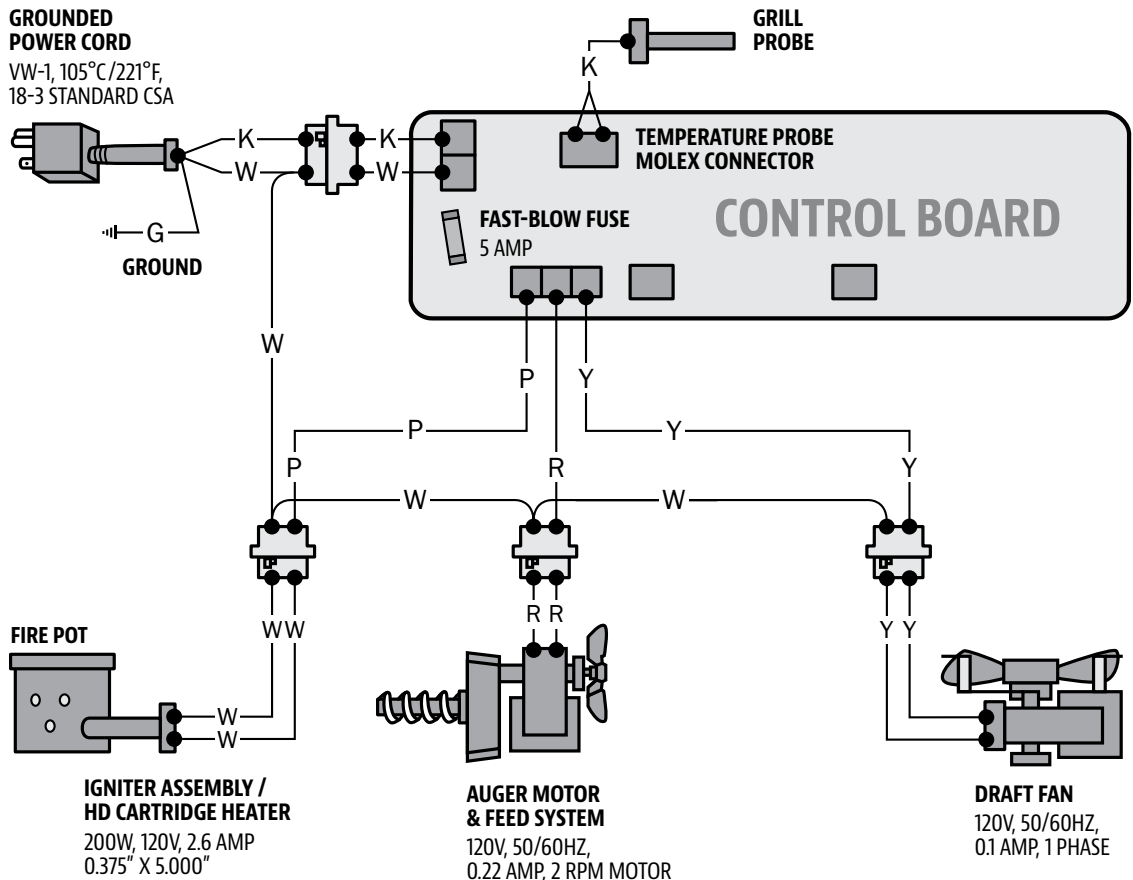 GROUNDED
POWER CORD
VW-1, 105°C/221°F,
18-3 STANDARD CSA
GRILL
PROBE
K
TEMPERATURE PROBE
MOLEX CONNECTOR
K
K
W
W
G
GROUND
FAST-BLOW FUSE
5 AMP
CONTROL BOARD
W
P
Y
P
Y
P
R
Y
W
W
R R
W W
Y Y
FIRE POT
W
W
IGNITER ASSEMBLY /
HD CARTRIDGE HEATER
200W, 120V, 2.6 AMP
0.375" X 5.000"
AUGER MOTOR
& FEED SYSTEM
120V, 50/60HZ,
0.22 AMP, 2 RPM MOTOR
DRAFT FAN
120V, 50/60HZ,
0.1 AMP, 1 PHASE